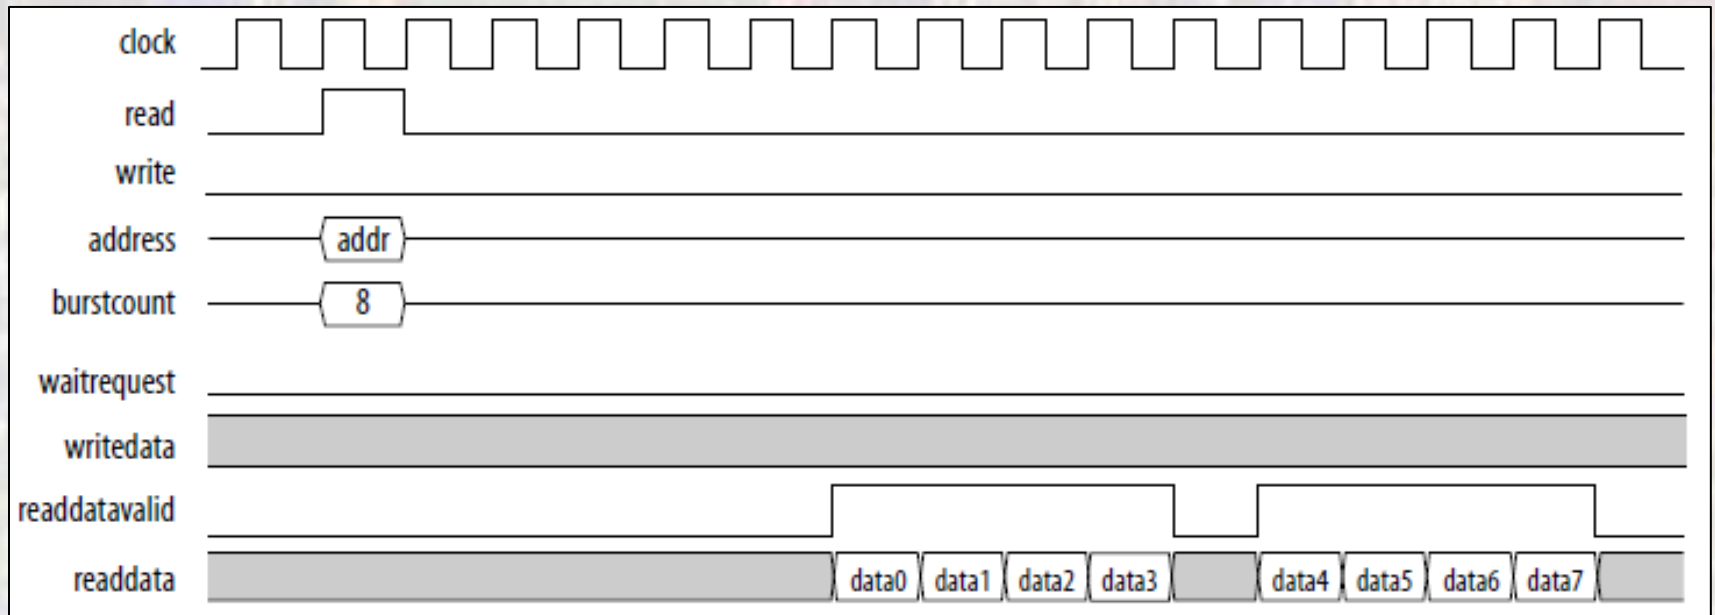 clock
read
write
address addr
burstcount 8
waitrequest
writedata
readdatavalid
readdata data0 data1 data2 data3 data4 data5 data6 data7